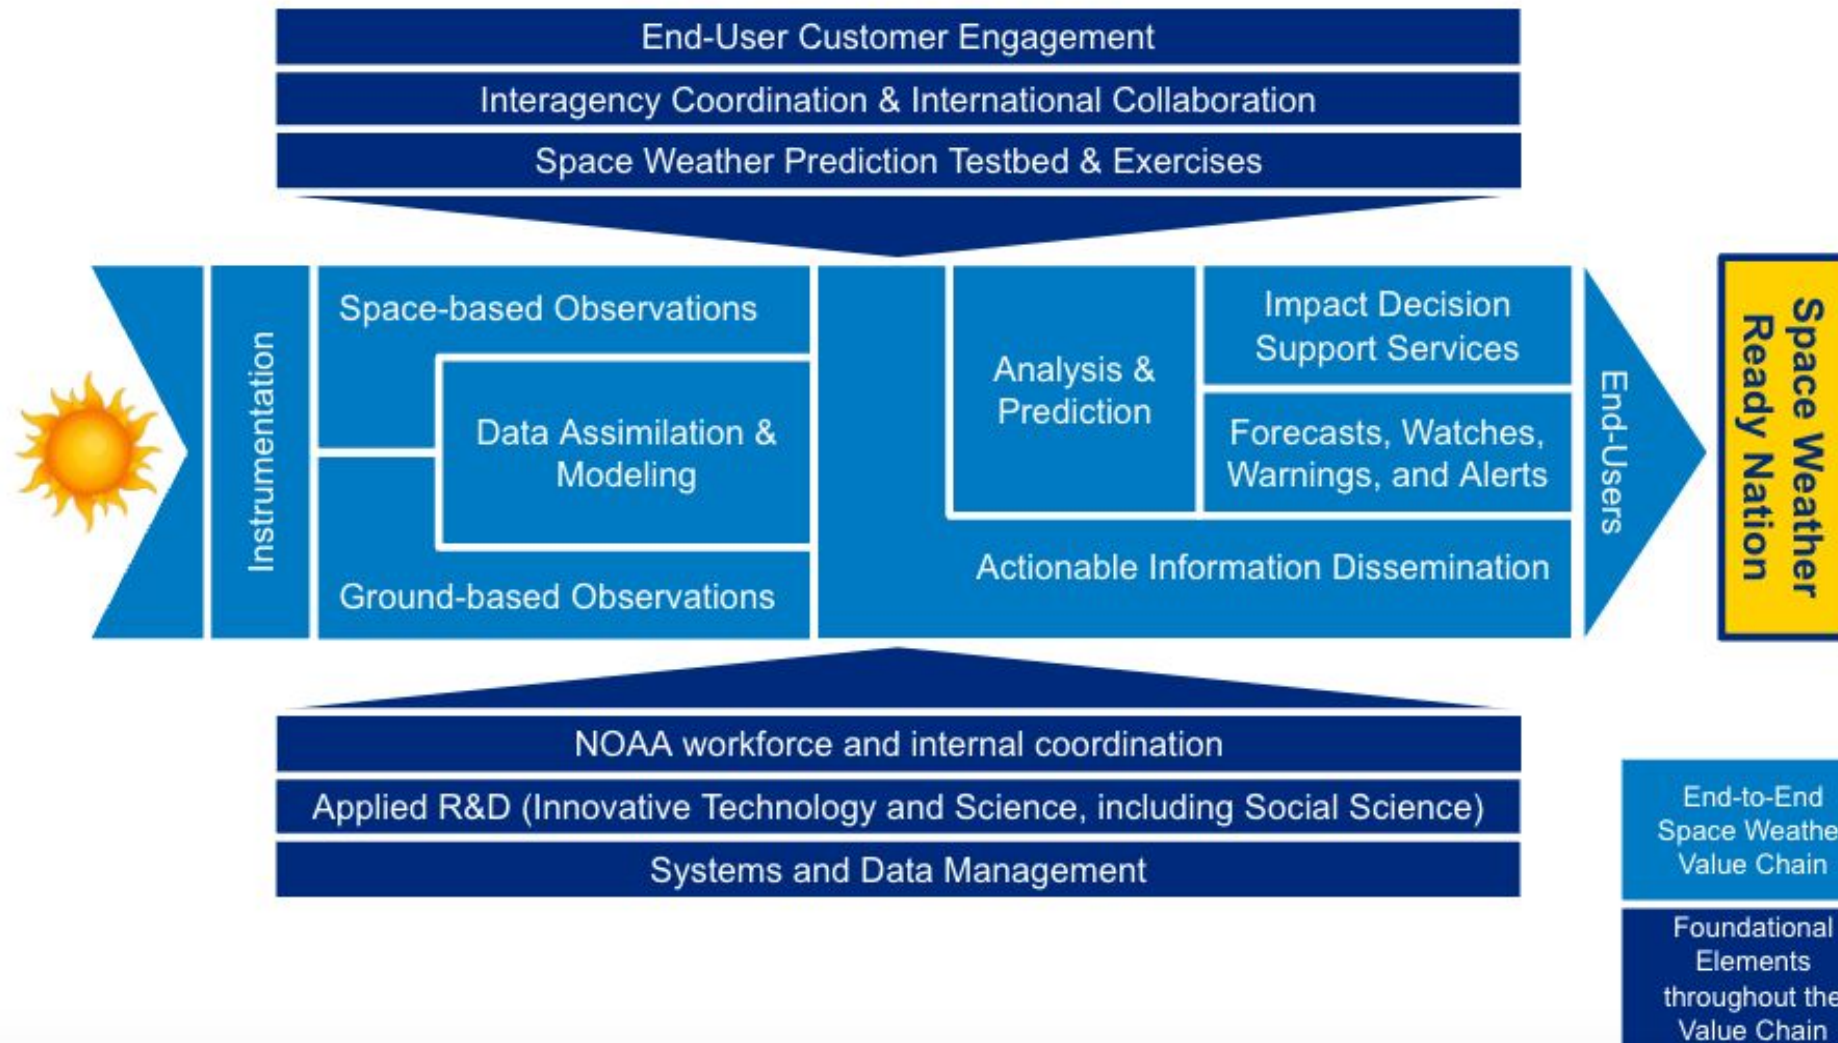 End-User Customer Engagement
Interagency Coordination & International Collaboration
Space Weather Prediction Testbed & Exercises
Instrumentation
Space-based Observations
Data Assimilation &
Modeling
Ground-based Observations
Analysis &
Prediction
Impact Decision
Support Services
Forecasts, Watches,
Warnings, and Alerts
Actionable Information Dissemination
End-Users
Space Weather
Ready Nation
NOAA workforce and internal coordination
Applied R&D (Innovative Technology and Science, including Social Science)
Systems and Data Management
End-to-End
Space Weathe
Value Chain
Foundational
Elements
throughout the
Value Chain